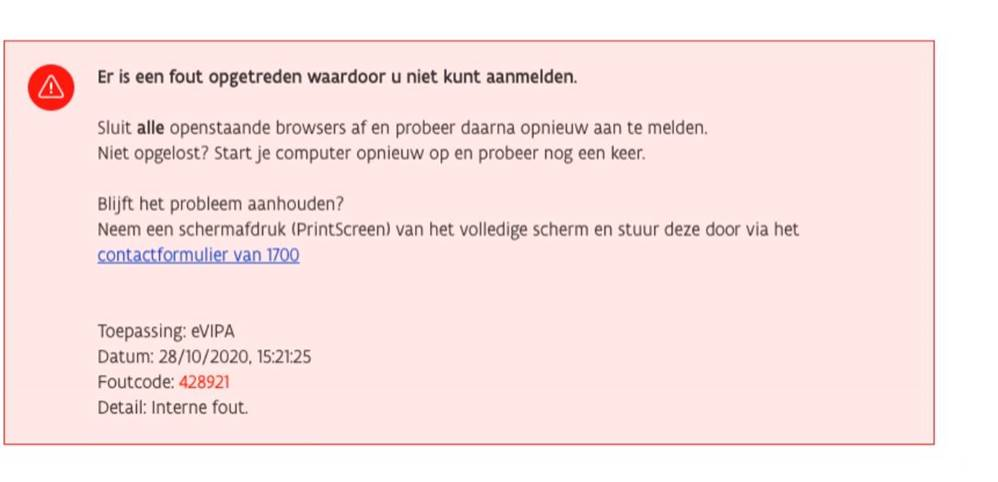 Er is een fout opgetreden waardoor u niet kunt aanmelden.
Sluit alle openstaande browsers af en probeer daarna opnieuw aan te melden.
Niet opgelost? Start je computer opnieuw op en probeer nog een keer.
Blijft het probleem aanhouden?
Neem een schermafdruk (PrintScreen) van het volledige scherm en stuur deze door via het
contactformulier van 1700
Toepassing: eVIPA
Datum: 28/10/2020, 15:21:25
Foutcode: 428921
Detail: Interne fout.